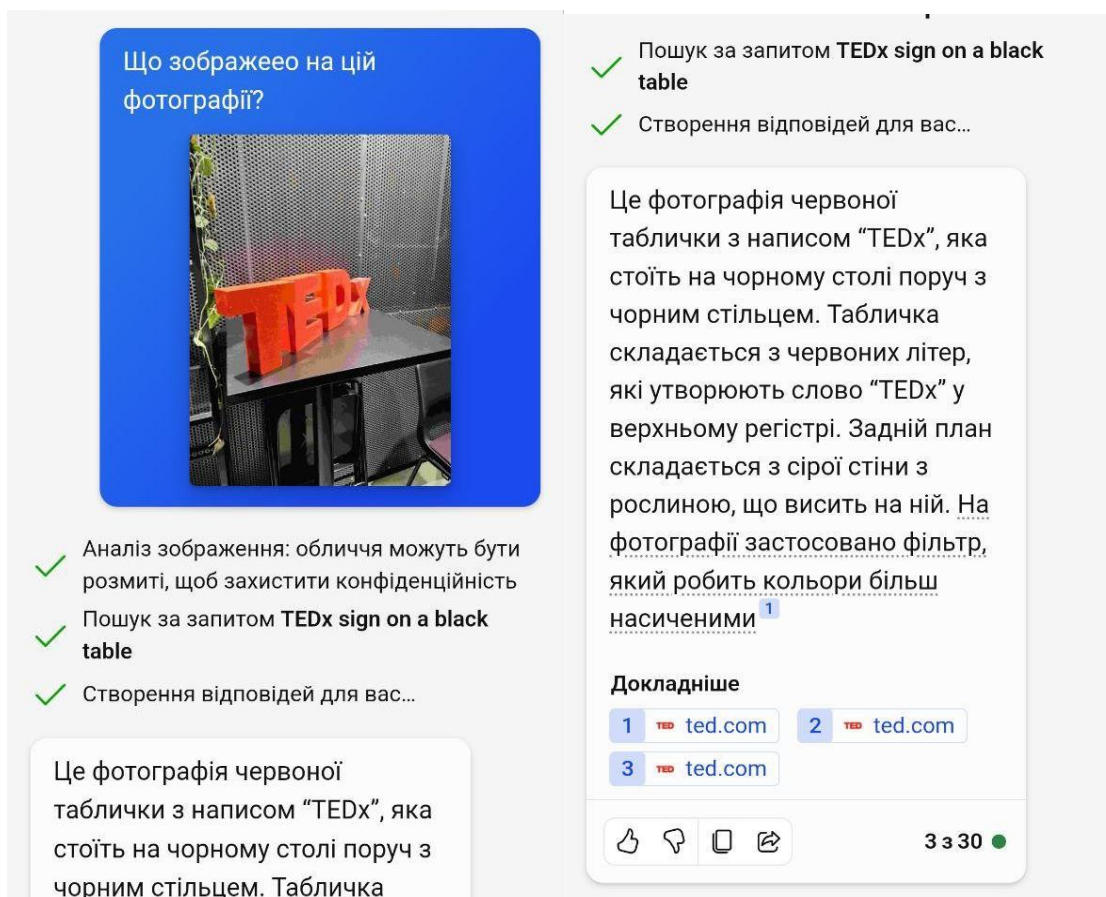 Що зображеео на цій
фотографії?
TEDx
Аналіз зображення: обличчя можуть бути
розмиті, щоб захистити конфіденційність
Пошук за запитом TEDx sign on a black
table
Створення відповідей для вас...
Це фотографія червоної
таблички з написом “TEDx”, яка
стоїть на чорному столі поруч з
чорним стільцем. Табличка
Пошук за запитом TEDx sign on a black
table
Створення відповідей для вас...
Це фотографія червоної
таблички з написом “TEDx”, яка
стоїть на чорному столі поруч з
чорним стільцем. Табличка
складається з червоних літер,
які утворюють слово “TEDx” у
верхньому регістрі. Задній план
складається з сірої стіни з
рослиною, що висить на ній. На
фотографії застосовано фільтр,
який робить кольори більш
насиченими 1
Докладніше
1 TED ted.com 2 TED ted.com
3 TED ted.com
3 з 30